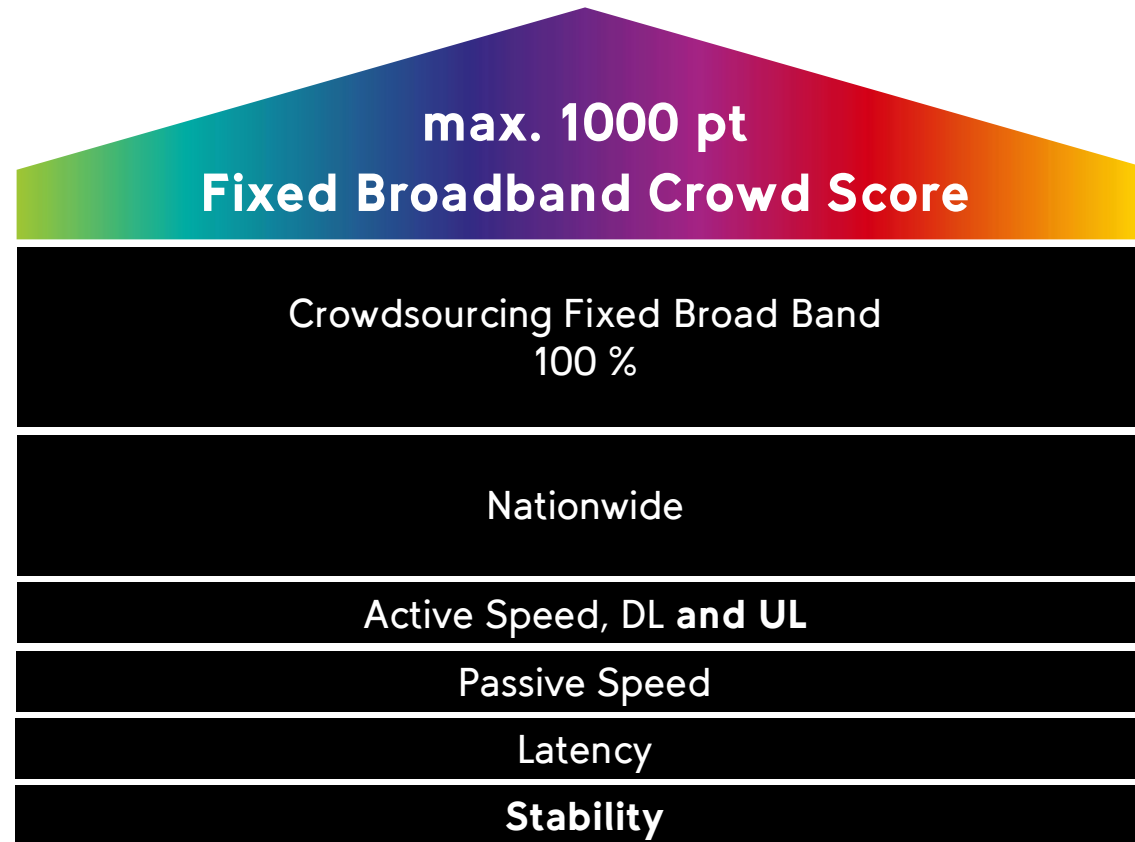 max. 1000 pt
Fixed Broadband Crowd Score
Crowdsourcing Fixed Broad Band
100 %
Nationwide
Active Speed, DL and UL
Passive Speed
Latency
Stability